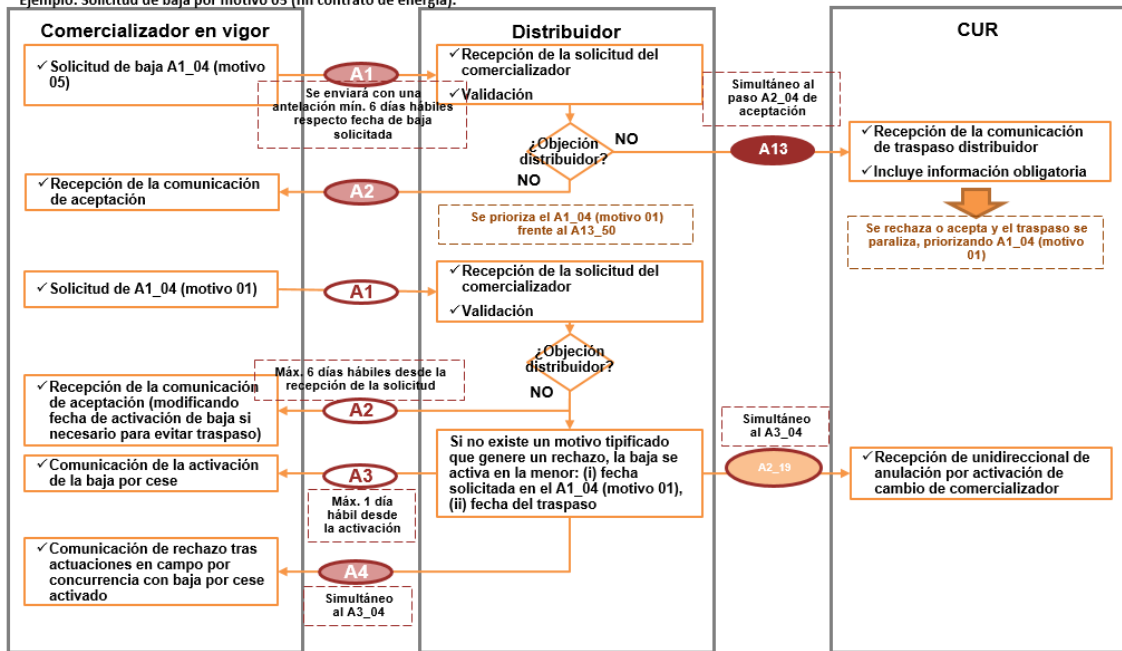 Ejemplo: Solicitud de baja por motivo 05 (fin contrato de energía).
Comercializador en vigor
Distribuidor
CUR
✓ Solicitud de baja A1_04 (motivo
05)
A1
Se enviará con una
antelación mín. 6 días hábiles
respecto fecha de baja
solicitada
✓ Recepción de la solicitud del
comercializador
✓ Validación
Simultáneo al
paso A2_04 de
aceptación
¿Objeción
distribuidor?
NO
NO
A13
✓ Recepción de la comunicación
de traspaso distribuidor
✓ Incluye información obligatoria
✓ Recepción de la comunicación
de aceptación
A2
Se prioriza el A1_04 (motivo 01)
frente al A13_50
Se rechaza o acepta y el traspaso se
paraliza, priorizando A1_04 (motivo
01)
✓ Solicitud de A1_04 (motivo 01)
A1
✓ Recepción de la solicitud del
comercializador
✓ Validación
¿Objeción
distribuidor?
NO
Máx. 6 días hábiles desde la
recepción de la solicitud
✓ Recepción de la comunicación
de aceptación (modificando
fecha de activación de baja si
necesario para evitar traspaso)
A2
Simultáneo
al A3_04
✓ Comunicación de la activación
de la baja por cese
A3
Máx. 1 día
hábil desde
la activación
Si no existe un motivo tipificado
que genere un rechazo, la baja se
activa en la menor: (i) fecha
solicitada en el A1_04 (motivo 01),
(ii) fecha del traspaso
A2_19
✓ Recepción de unidireccional de
anulación por activación de
cambio de comercializador
✓ Comunicación de rechazo tras
actuaciones en campo por
concurrencia con baja por cese
activado
A4
Simultáneo
al A3_04